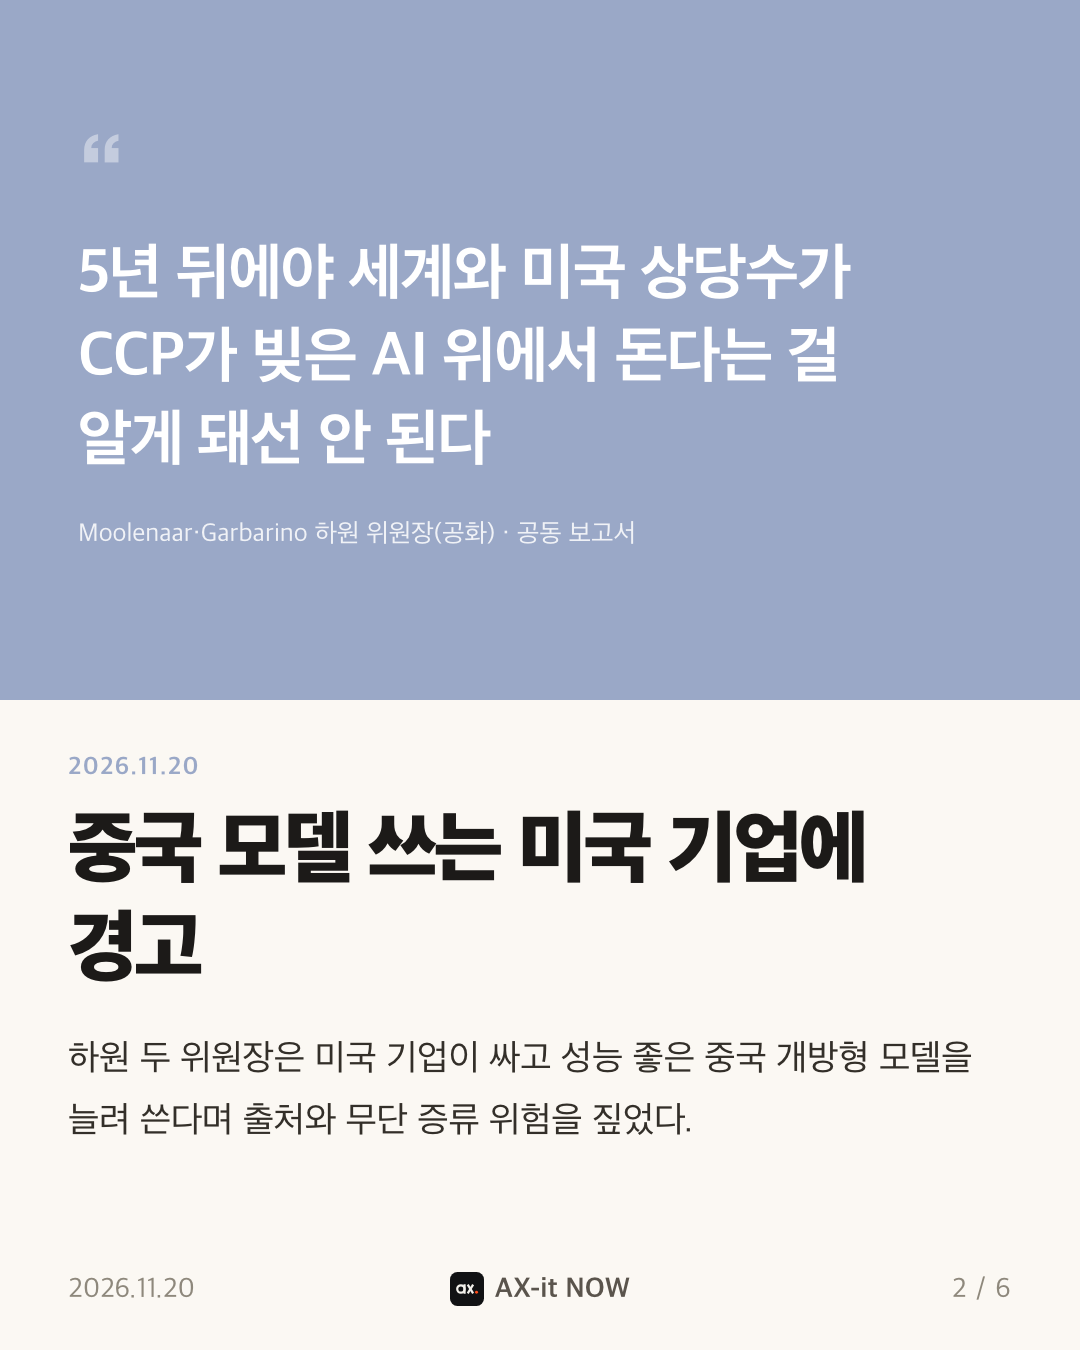 “
5년 뒤에야 세계와 미국 상당수가
CCP가 빚은 AI 위에서 돈다는 걸
알게 돼선 안 된다
Moolenaar·Garbarino 하원 위원장(공화) · 공동 보고서
2026.11.20
중국 모델 쓰는 미국 기업에
경고
하원 두 위원장은 미국 기업이 싸고 성능 좋은 중국 개방형 모델을
늘려 쓴다며 출처와 무단 증류 위험을 짚었다.
2026.11.20
ax. AX-it NOW
2 / 6